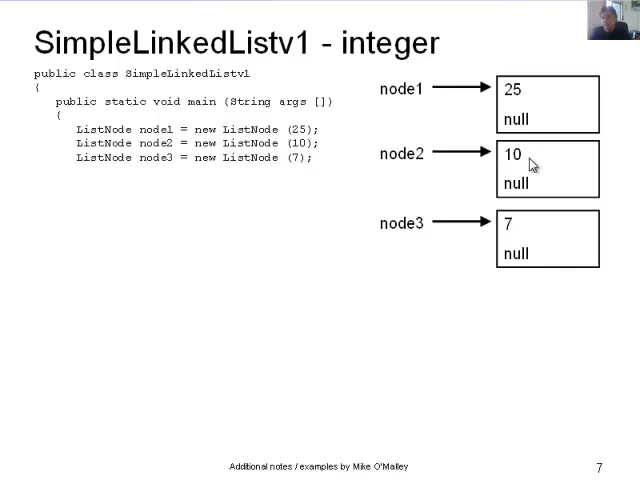 SimpleLinkedListv1 - integer
public class SimpleLinkedListv1
{
public static void main (String args [])
{
ListNode node1 = new ListNode (25);
ListNode node2 = new ListNode (10);
ListNode node3 = new ListNode (7);
node1
25
null
node2
10
null
node3
7
null
Additional notes / examples by Mike O'Malley
7